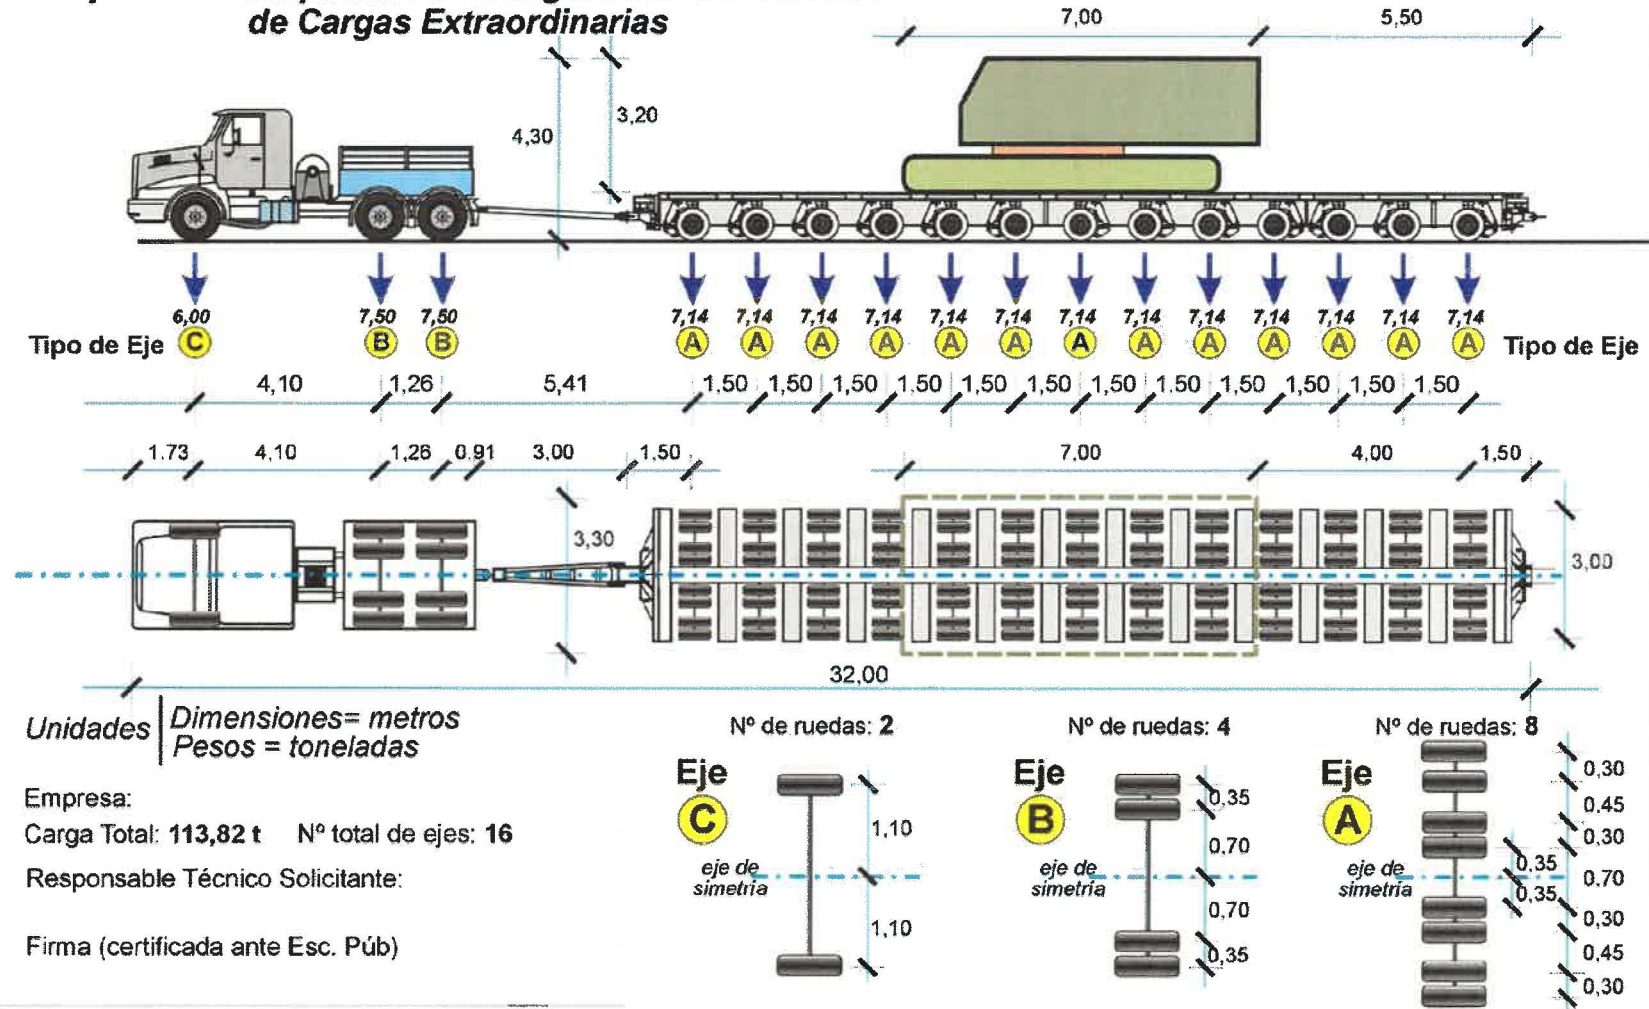 de Cargas Extraordinarias
7,00 5,50
4,30 3,20
6,00 7,50 7,50 7,14 7,14 7,14 7,14 7,14 7,14 7,14 7,14 7,14 7,14 7,14 7,14 7,14
Tipo de Eje C B B A A A A A A A A A A A A A Tipo de Eje
4,10 1,26 5,41 1,50 1,50 1,50 1,50 1,50 1,50 1,50 1,50 1,50 1,50 1,50 1,50
1.73 4,10 1,26 0.91 3,00 1,50 7,00 4,00 1,50
3,30 3,00
32,00
Unidades Dimensiones= metros
Pesos = toneladas
Empresa:
Carga Total: 113,82 t Nº total de ejes: 16
Responsable Técnico Solicitante:
Firma (certificada ante Esc. Púb)
Nº de ruedas: 2
Eje
C
eje de
simetría
1,10
1,10
Nº de ruedas: 4
Eje
B
eje de
simetría
0,35
0,70
0,70
0,35
Nº de ruedas: 8
Eje
A
eje de
simetría
0,35
0,35
0,30
0,45
0,30
0,70
0,30
0,45
0,30